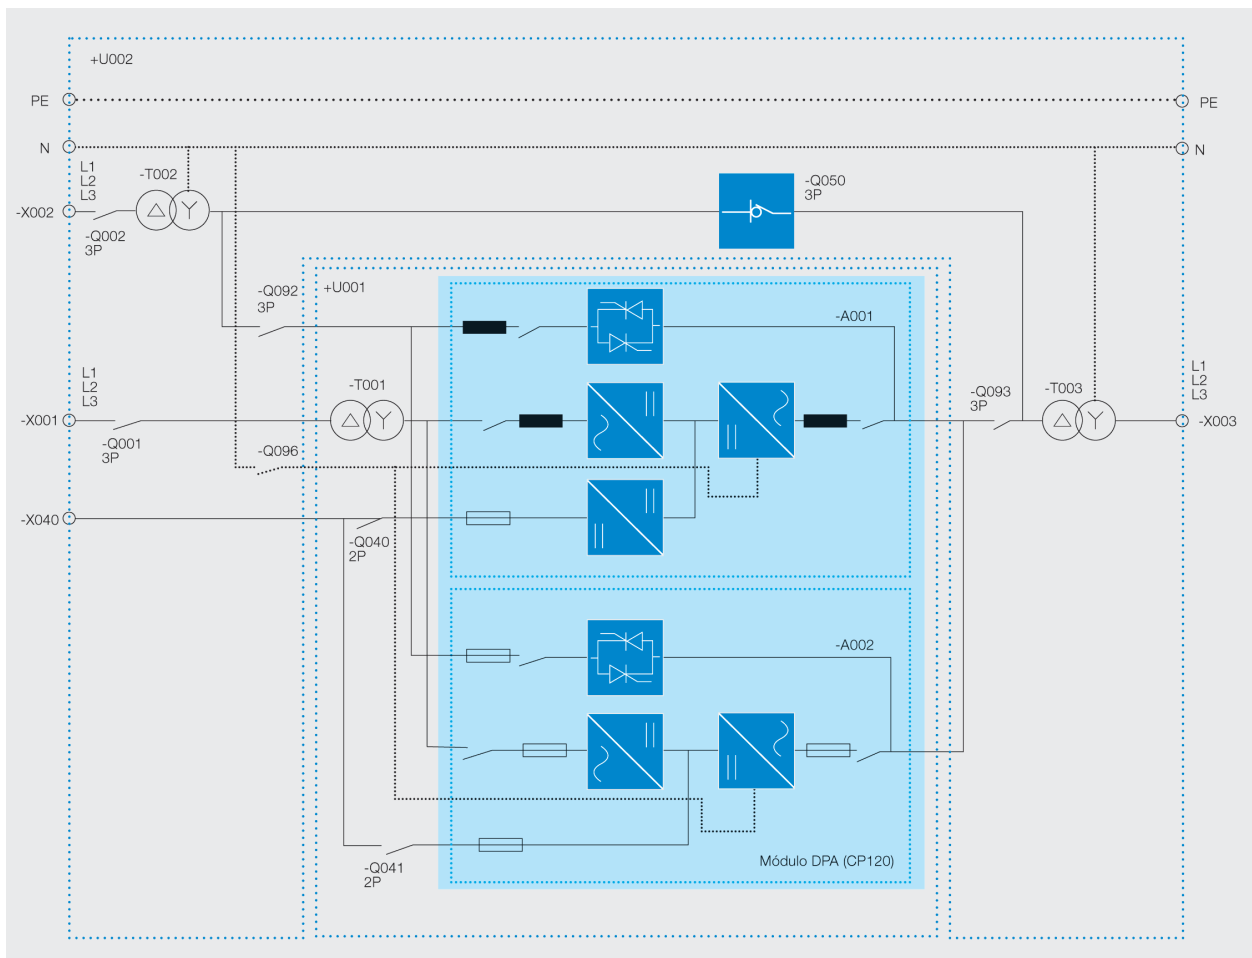 +U002
PE
PE
N
N
L1
L2
L3
-T002
-X002
-Q002
3P
-Q050
3P
-Q092
3P
+U001
-A001
L1
L2
L3
-T001
-X001
-Q001
3P
-Q093
3P
-T003
L1
L2
L3
-X003
-Q096
-X040
-Q040
2P
-A002
-Q041
2P
Módulo DPA (CP120)